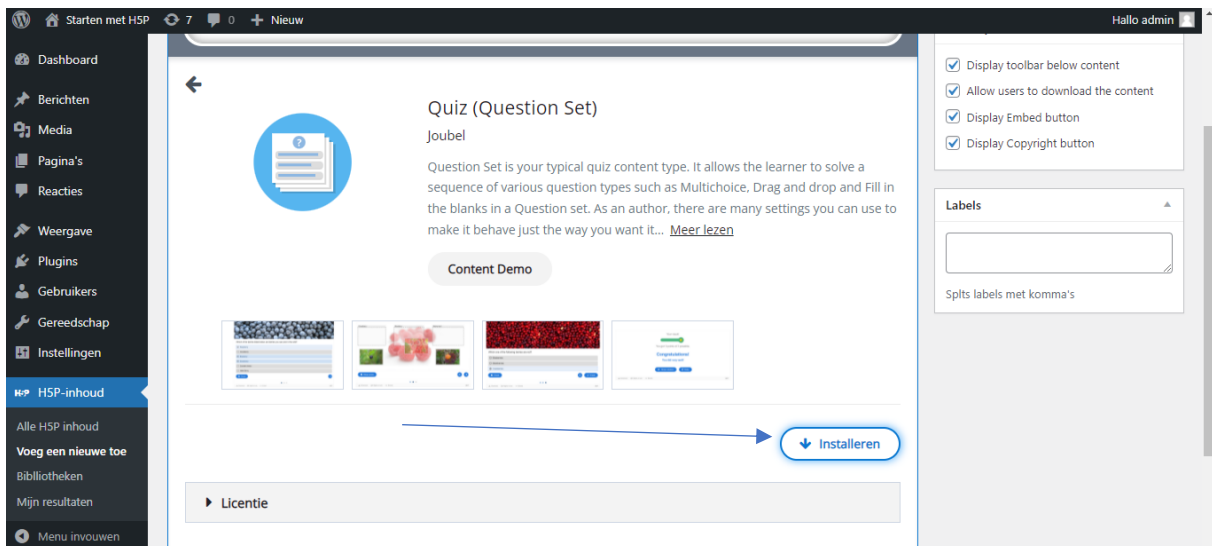 Starten met H5P 7 0 Nieuw Hallo admin
Dashboard
Berichten
Media
Pagina's
Reacties
Weergave
Plugins
Gebruikers
Gereedschap
Instellingen
H5P H5P-inhoud
Alle H5P inhoud
Voeg een nieuwe toe
Biblliotheken
Mijn resultaten
Menu invouwen
Quiz (Question Set)
Joubel
Question Set is your typical quiz content type. It allows the learner to solve a
sequence of various question types such as Multichoice, Drag and drop and Fill in
the blanks in a Question set. As an author, there are many settings you can use to
make it behave just the way you want it... Meer lezen
Content Demo
Congratulations!
Installeren
Licentie
Display toolbar below content
Allow users to download the content
Display Embed button
Display Copyright button
Labels
Splts labels met komma's